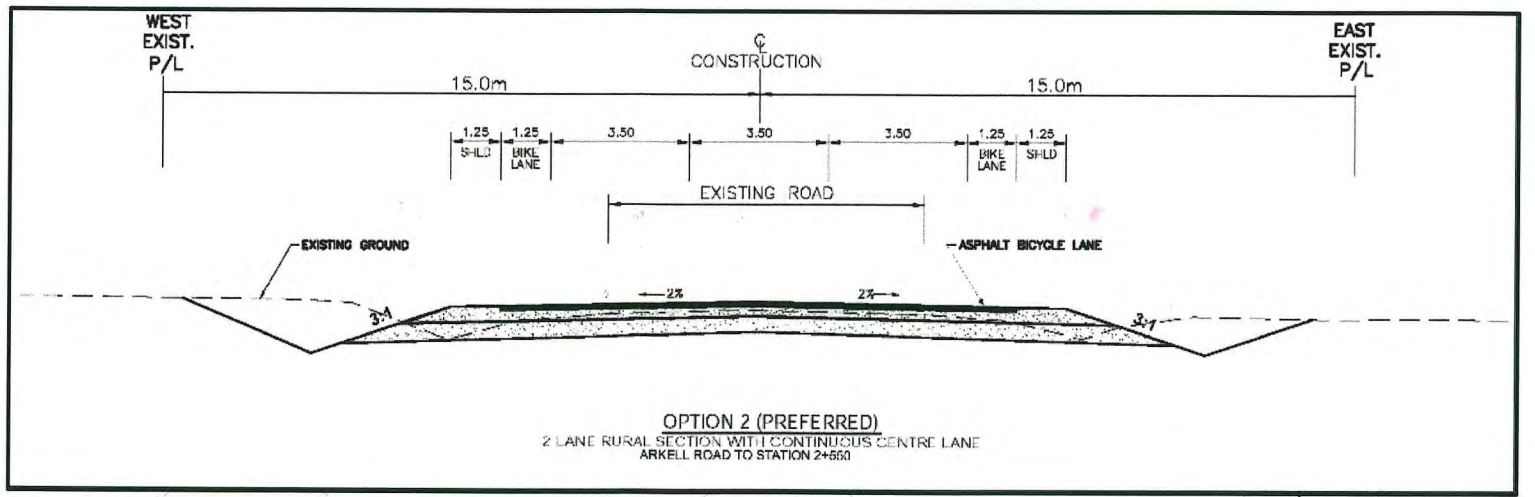 WEST
EXIST.
P/L
℄
CONSTRUCTION
EAST
EXIST.
P/L
15.0m
15.0m
1.25
SHLD
1.25
BIKE
LANE
3.50
3.50
3.50
1.25
BIKE
LANE
1.25
SHLD
EXISTING ROAD
EXISTING GROUND
ASPHALT BICYCLE LANE
2%
2%
3:1
3:1
OPTION 2 (PREFERRED)
2 LANE RURAL SECTION WITH CONTINUOUS CENTRE LANE
ARKELL ROAD TO STATION 2+550